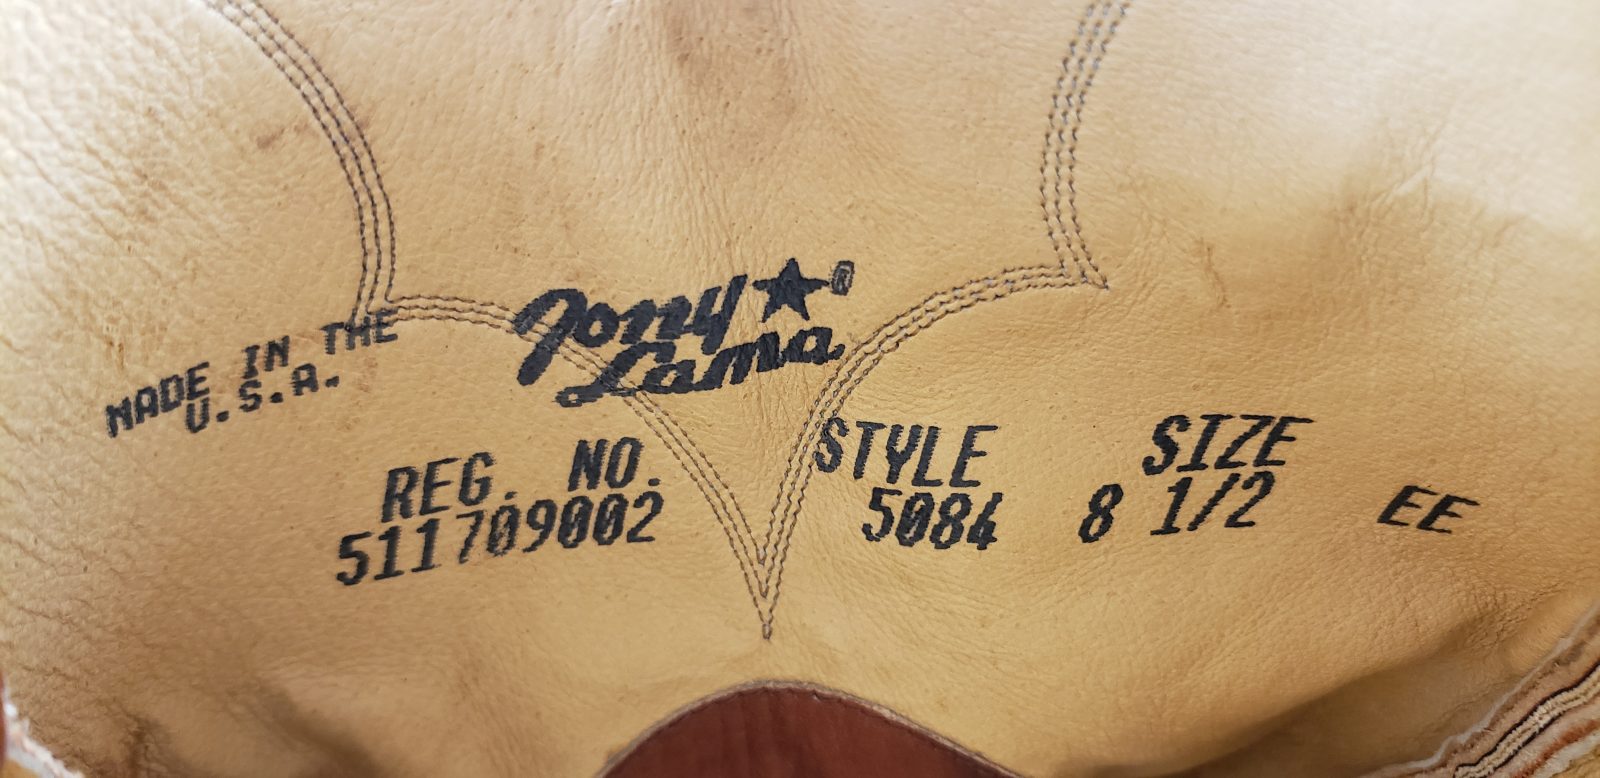 Tony ★®
Lama
MADE IN THE
U.S.A.
REG. NO.
511709002
STYLE
5084
SIZE
8 1/2 EE